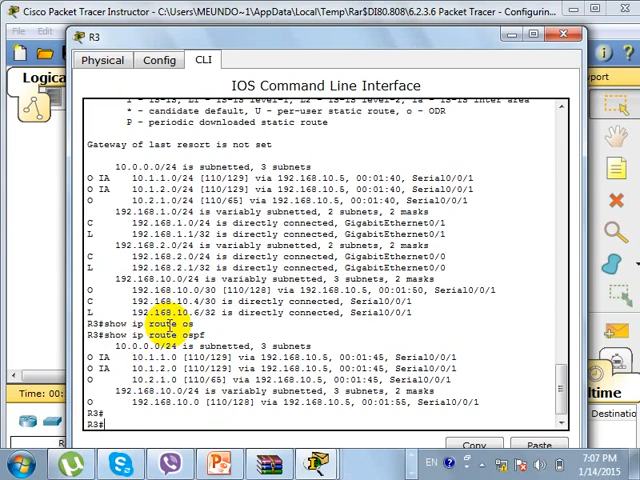 Cisco Packet Tracer Instructor - C:\Users\MEUNDO~1\AppData\Local\Temp\Rar$DI80.808\6.2.3.6 Packet Tracer - Configurin...
File
R3
Physical
Config
CLI
Logical
IOS Command Line Interface
* - candidate default, U - per-user static route, o - ODR
P - periodic downloaded static route
Gateway of last resort is not set
10.0.0.0/24 is subnetted, 3 subnets
O IA 10.1.1.0/24 [110/129] via 192.168.10.5, 00:01:40, Serial0/0/1
O IA 10.1.2.0/24 [110/129] via 192.168.10.5, 00:01:40, Serial0/0/1
O 10.2.1.0/24 [110/65] via 192.168.10.5, 00:01:40, Serial0/0/1
192.168.1.0/24 is variably subnetted, 2 subnets, 2 masks
C 192.168.1.0/24 is directly connected, GigabitEthernet0/1
L 192.168.1.1/32 is directly connected, GigabitEthernet0/1
192.168.2.0/24 is variably subnetted, 2 subnets, 2 masks
C 192.168.2.0/24 is directly connected, GigabitEthernet0/0
L 192.168.2.1/32 is directly connected, GigabitEthernet0/0
192.168.10.0/24 is variably subnetted, 3 subnets, 2 masks
O 192.168.10.0/30 [110/128] via 192.168.10.5, 00:01:50, Serial0/0/1
C 192.168.10.4/30 is directly connected, Serial0/0/1
L 192.168.10.6/32 is directly connected, Serial0/0/1
R3#show ip route os
R3#show ip route ospf
10.0.0.0/24 is subnetted, 3 subnets
O IA 10.1.1.0 [110/129] via 192.168.10.5, 00:01:45, Serial0/0/1
O IA 10.1.2.0 [110/129] via 192.168.10.5, 00:01:45, Serial0/0/1
O 10.2.1.0 [110/65] via 192.168.10.5, 00:01:45, Serial0/0/1
192.168.10.0/24 is variably subnetted, 3 subnets, 2 masks
O 192.168.10.0 [110/128] via 192.168.10.5, 00:01:55, Serial0/0/1
R3#
R3#
Copy
Paste
Time: 00:
Destinatio
EN
7:07 PM
1/14/2015